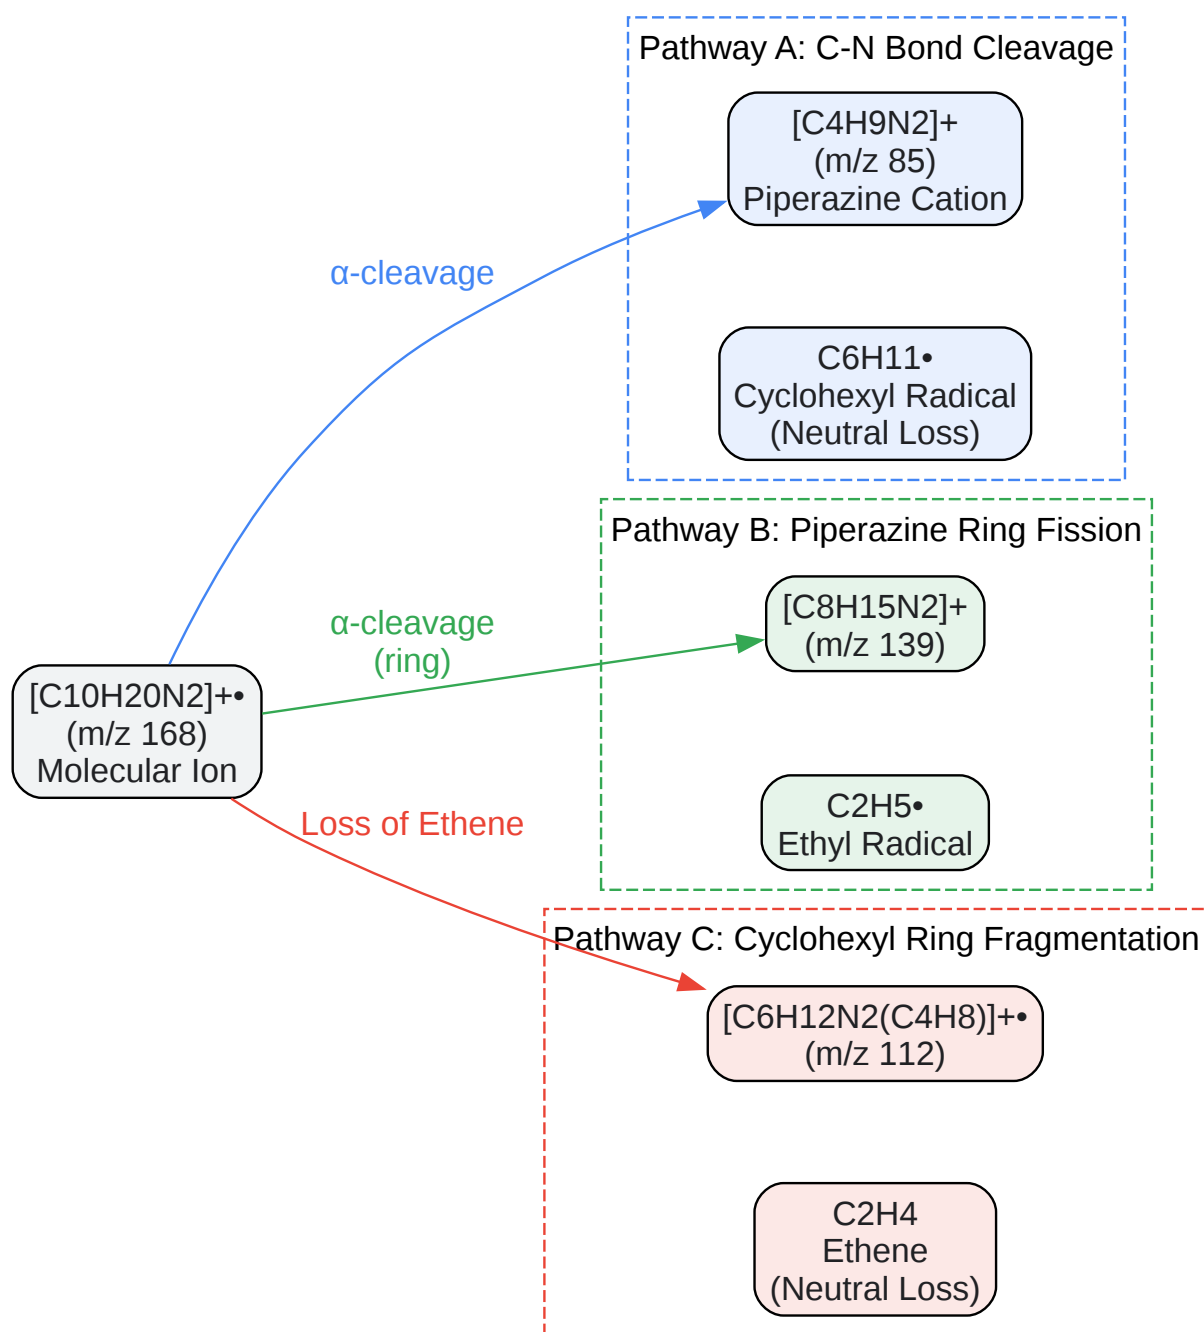 Pathway A: C-N Bond Cleavage
[C4H9N2]+
(m/z 85)
Piperazine Cation
α-cleavage
C6H11•
Cyclohexyl Radical
(Neutral Loss)
Pathway B: Piperazine Ring Fission
[C8H15N2]+
(m/z 139)
α-cleavage
(ring)
[C10H20N2]+•
(m/z 168)
Molecular Ion
C2H5•
Ethyl Radical
Loss of Ethene
Pathway C: Cyclohexyl Ring Fragmentation
[C6H12N2(C4H8)]+•
(m/z 112)
C2H4
Ethene
(Neutral Loss)